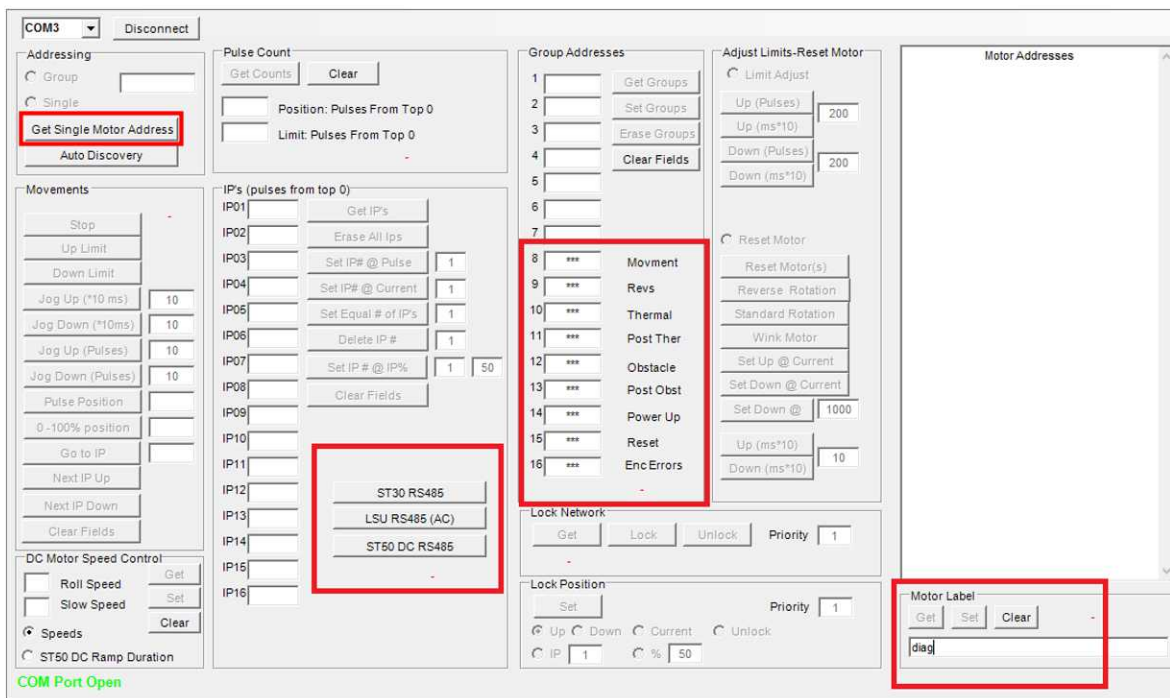 COM3 Disconnect
Addressing
Group
Single
Get Single Motor Address
Auto Discovery
Pulse Count
Get Counts Clear
Position: Pulses From Top 0
Limit: Pulses From Top 0
-
Movements
-
Stop
Up Limit
Down Limit
Jog Up (*10 ms) 10
Jog Down (*10ms) 10
Jog Up (Pulses) 10
Jog Down (Pulses) 10
Pulse Position
0 -100% position
Go to IP
Next IP Up
Next IP Down
Clear Fields
DC Motor Speed Control
Roll Speed Get
Slow Speed Set
Speeds Clear
ST50 DC Ramp Duration
COM Port Open
IP's (pulses from top 0)
IP01 Get IP's
IP02 Erase All Ips
IP03 Set IP# @ Pulse 1
IP04 Set IP# @ Current 1
IP05 Set Equal # of IP's 1
IP06 Delete IP # 1
IP07 Set IP # @ IP% 1 50
IP08 Clear Fields
IP09
IP10
IP11
IP12 ST30 RS485
IP13 LSU RS485 (AC)
IP14 ST50 DC RS485
IP15 -
IP16
Group Addresses
1 Get Groups
2 Set Groups
3 Erase Groups
4 Clear Fields
5
6
7
8 *** Movment
9 *** Revs
10 *** Thermal
11 *** Post Ther
12 *** Obstacle
13 *** Post Obst
14 *** Power Up
15 *** Reset
16 *** Enc Errors
-
Lock Network
Get Lock Unlock Priority 1
-
Lock Position
Set Priority 1
Up Down Current Unlock
IP 1 % 50
Adjust Limits-Reset Motor
Limit Adjust
Up (Pulses) 200
Up (ms*10)
Down (Pulses) 200
Down (ms*10)
Reset Motor
Reset Motor(s)
Reverse Rotation
Standard Rotation
Wink Motor
Set Up @ Current
Set Down @ Current
Set Down @ 1000
Up (ms*10) 10
Down (ms*10)
Motor Addresses
Motor Label
Get Set Clear -
diag